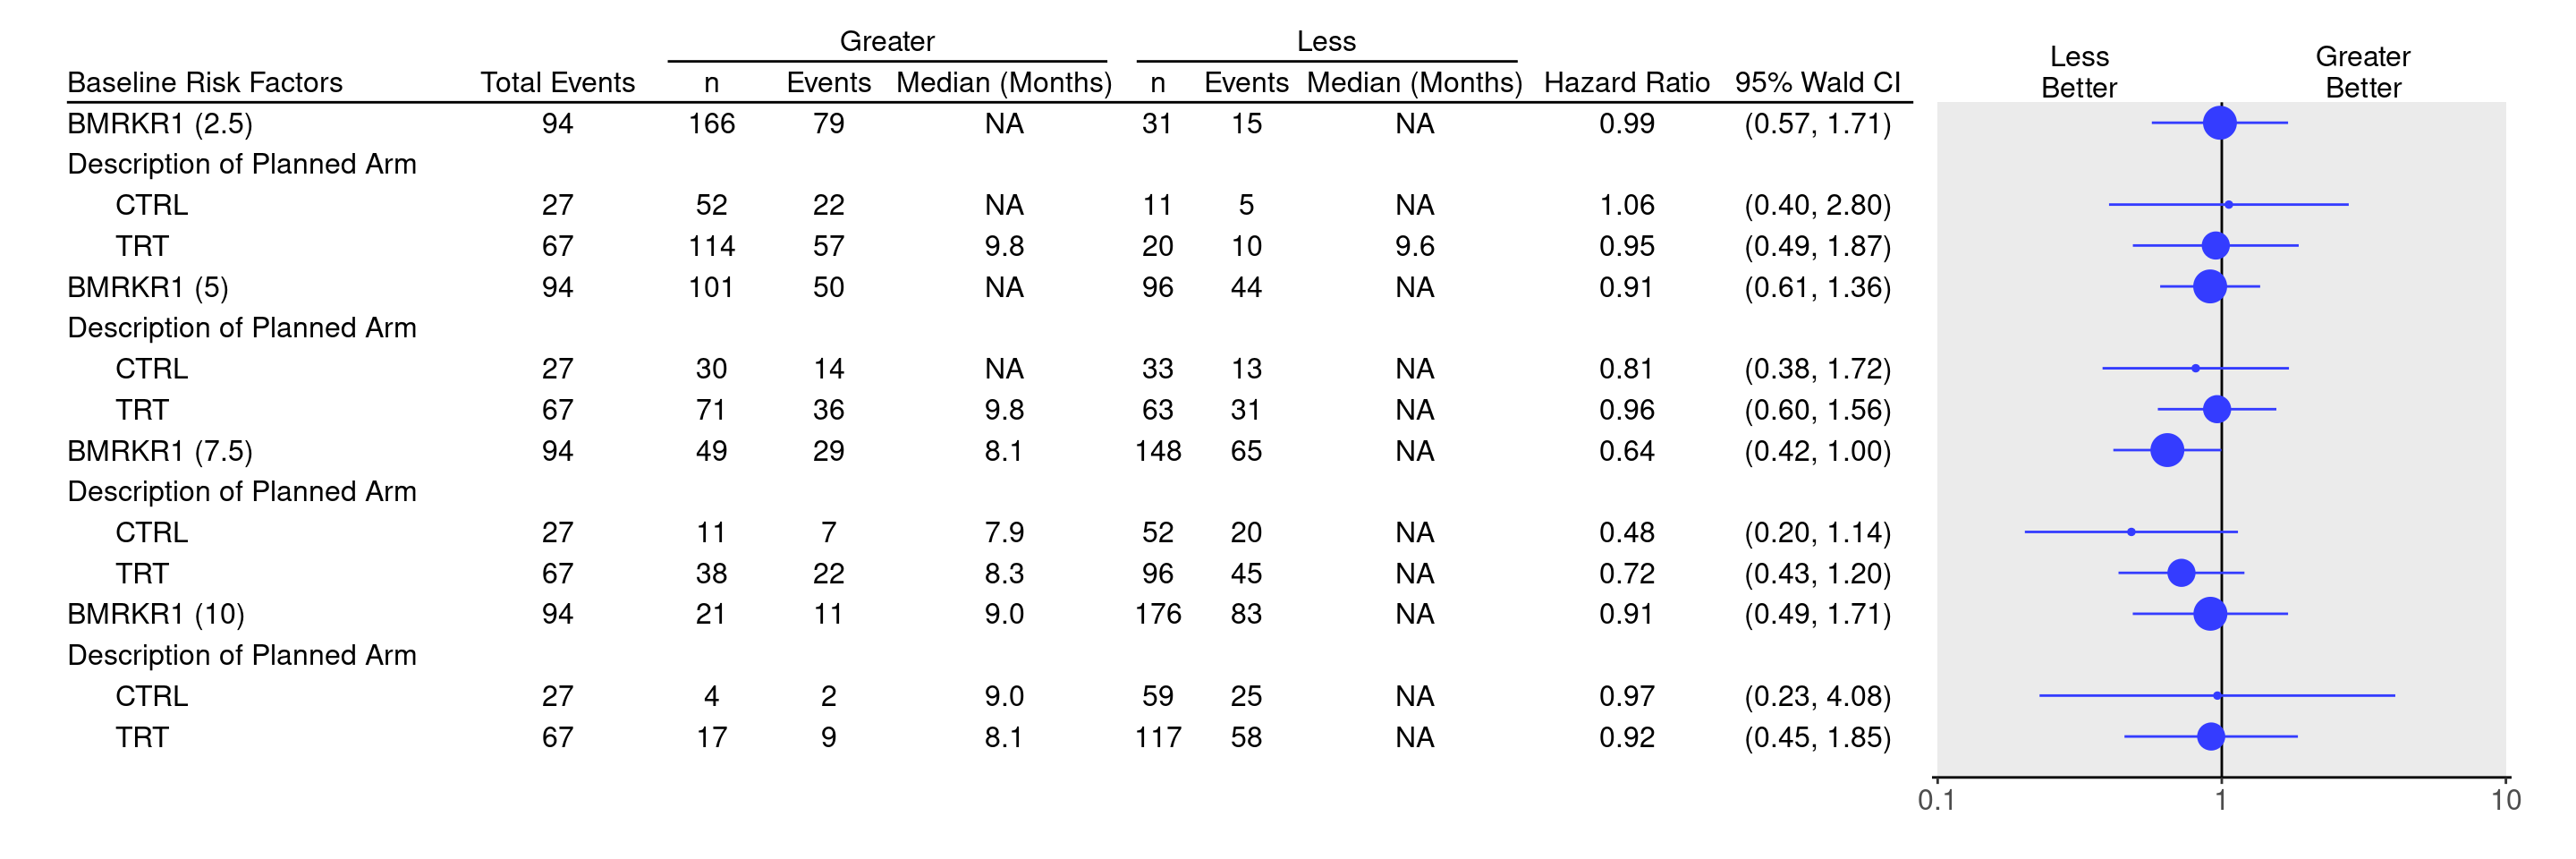 Greater Less
Less Greater
Baseline Risk Factors Total Events n Events Median (Months) n Events Median (Months) Hazard Ratio 95% Wald CI Better Better
BMRKR1 (2.5) 94 166 79 NA 31 15 NA 0.99 (0.57, 1.71)
Description of Planned Arm
CTRL 27 52 22 NA 11 5 NA 1.06 (0.40, 2.80)
TRT 67 114 57 9.8 20 10 9.6 0.95 (0.49, 1.87)
BMRKR1 (5) 94 101 50 NA 96 44 NA 0.91 (0.61, 1.36)
Description of Planned Arm
CTRL 27 30 14 NA 33 13 NA 0.81 (0.38, 1.72)
TRT 67 71 36 9.8 63 31 NA 0.96 (0.60, 1.56)
BMRKR1 (7.5) 94 49 29 8.1 148 65 NA 0.64 (0.42, 1.00)
Description of Planned Arm
CTRL 27 11 7 7.9 52 20 NA 0.48 (0.20, 1.14)
TRT 67 38 22 8.3 96 45 NA 0.72 (0.43, 1.20)
BMRKR1 (10) 94 21 11 9.0 176 83 NA 0.91 (0.49, 1.71)
Description of Planned Arm
CTRL 27 4 2 9.0 59 25 NA 0.97 (0.23, 4.08)
TRT 67 17 9 8.1 117 58 NA 0.92 (0.45, 1.85)
0.1 1 10